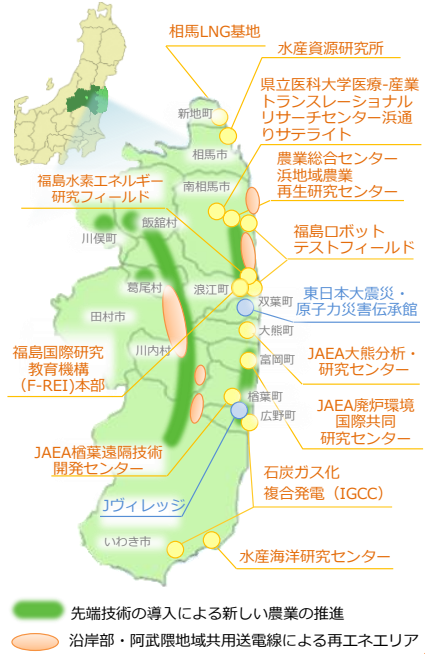 相馬LNG基地
水産資源研究所
県立医科大学医療-産業
トランスレーショナル
リサーチセンター浜通
りサテライト
新地町
相馬市
農業総合センター
浜地域農業
再生研究センター
福島水素エネルギー
研究フィールド
南相馬市
飯舘村
川俣町
福島ロボット
テストフィールド
葛尾村
浪江町
双葉町
東日本大震災・
原子力災害伝承館
田村市
大熊町
川内村
富岡町
福島国際研究
教育機構
(F-REI)本部
JAEA大熊分析・
研究センター
楢葉町
広野町
JAEA廃炉環境
国際共同
研究センター
JAEA楢葉遠隔技術
開発センター
石炭ガス化
複合発電(IGCC)
Jヴィレッジ
いわき市
水産海洋研究センター
先端技術の導入による新しい農業の推進
沿岸部・阿武隈地域共用送電線による再エネエリア